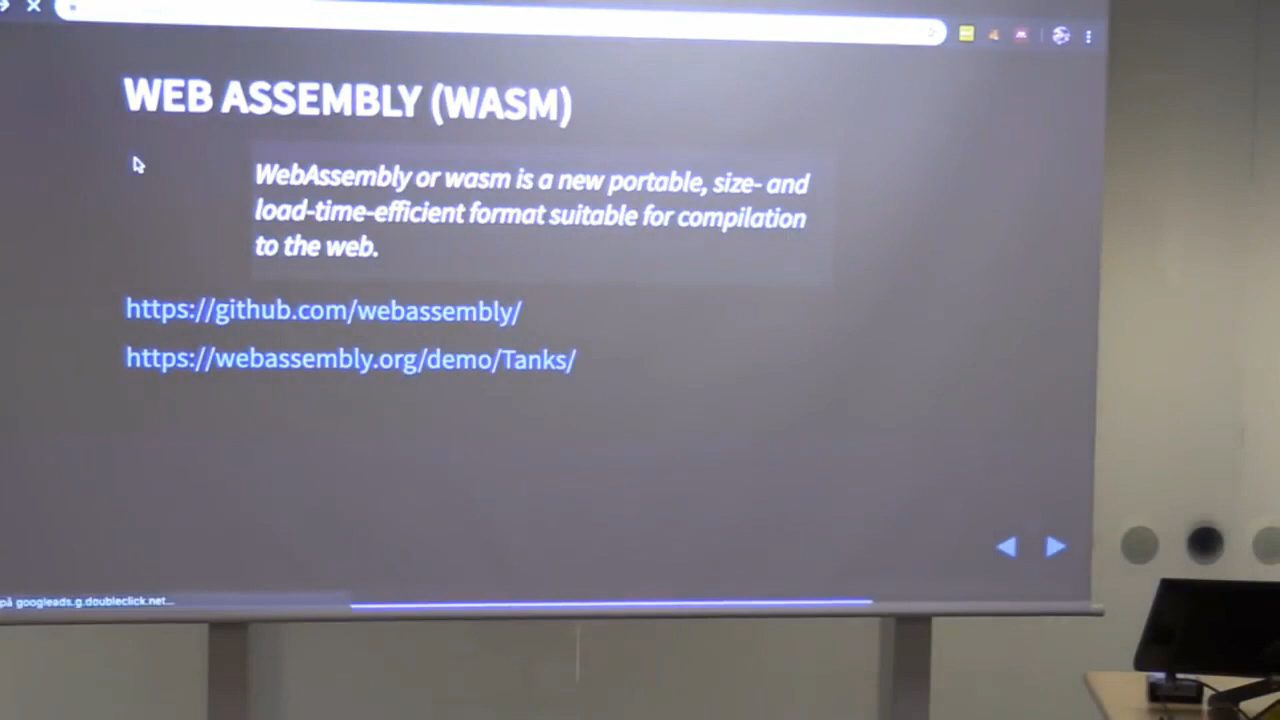 WEB ASSEMBLY (WASM)
WebAssembly or wasm is a new portable, size- and
load-time-efficient format suitable for compilation
to the web.
https://github.com/webassembly/
https://webassembly.org/demo/Tanks/
på googleads.g.doubleclick.net...